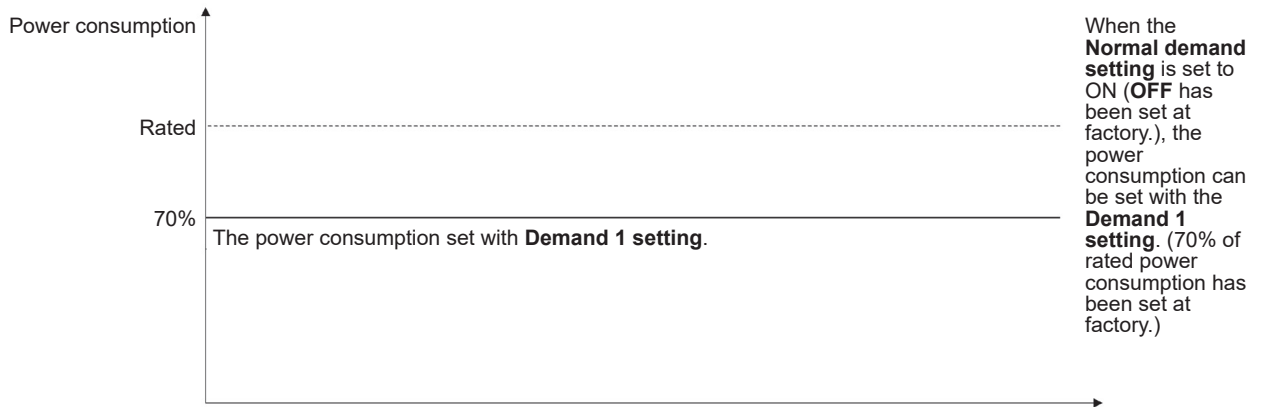 Power consumption
Rated
70%
The power consumption set with Demand 1 setting.
When the
Normal demand
setting is set to
ON (OFF has
been set at
factory.), the
power
consumption can
be set with the
Demand 1
setting. (70% of
rated power
consumption has
been set at
factory.)